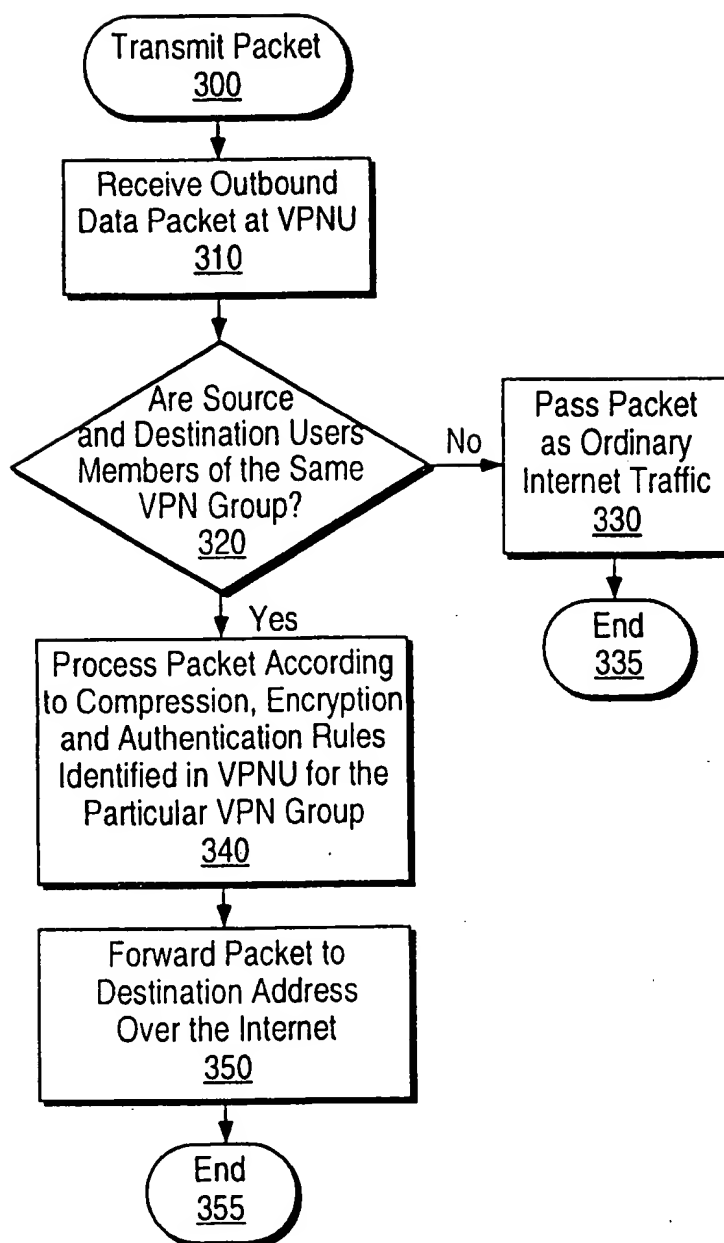 Transmit Packet
300
Receive Outbound
Data Packet at VPNU
310
Are Source
and Destination Users
Members of the Same
VPN Group?
320
No
Pass Packet
as Ordinary
Internet Traffic
330
End
335
Yes
Process Packet According
to Compression, Encryption
and Authentication Rules
Identified in VPNU for the
Particular VPN Group
340
Forward Packet to
Destination Address
Over the Internet
350
End
355